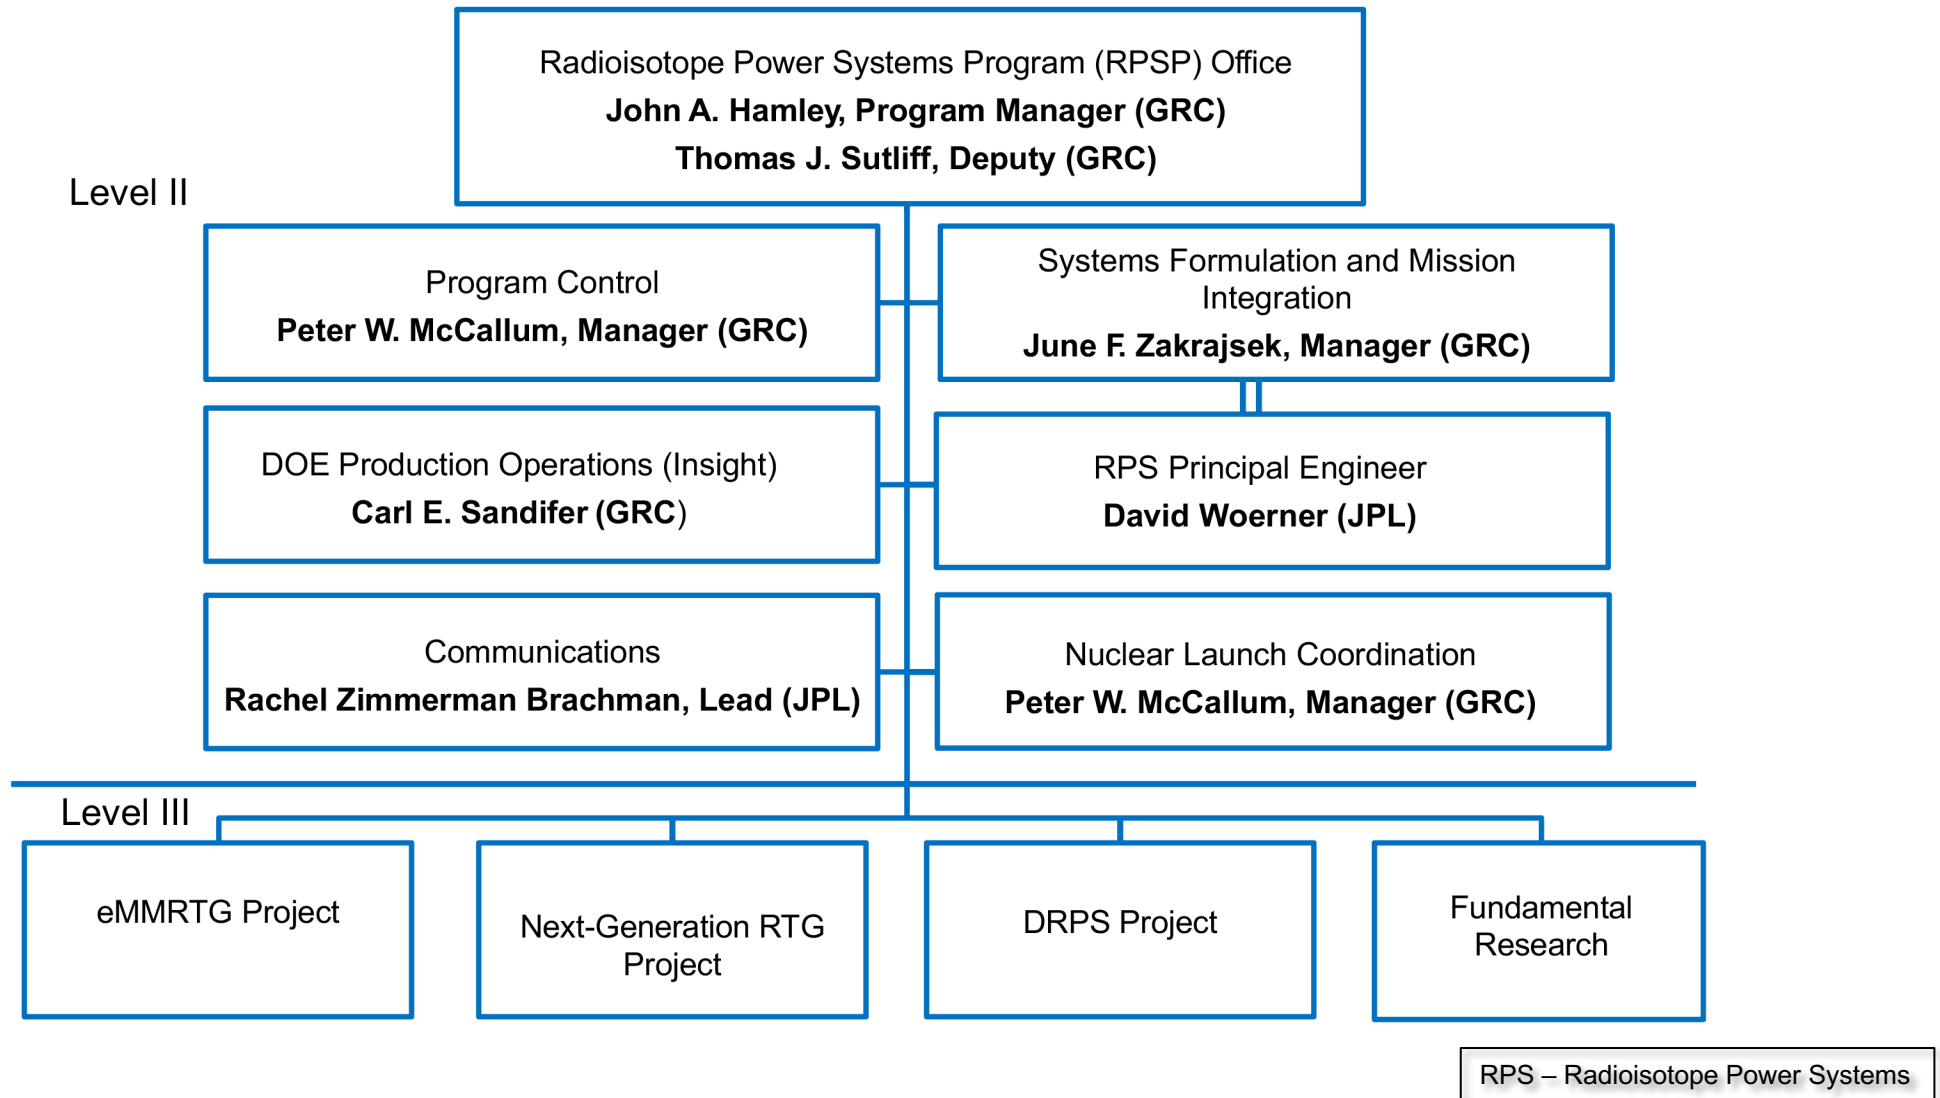 Radioisotope Power Systems Program (RPSP) Office
John A. Hamley, Program Manager (GRC)
Thomas J. Sutliff, Deputy (GRC)
Level II
Program Control
Peter W. McCallum, Manager (GRC)
Systems Formulation and Mission
Integration
June F. Zakrajsek, Manager (GRC)
DOE Production Operations (Insight)
Carl E. Sandifer (GRC)
RPS Principal Engineer
David Woerner (JPL)
Communications
Rachel Zimmerman Brachman, Lead (JPL)
Nuclear Launch Coordination
Peter W. McCallum, Manager (GRC)
Level III
eMMRTG Project
Next-Generation RTG
Project
DRPS Project
Fundamental
Research
RPS – Radioisotope Power Systems